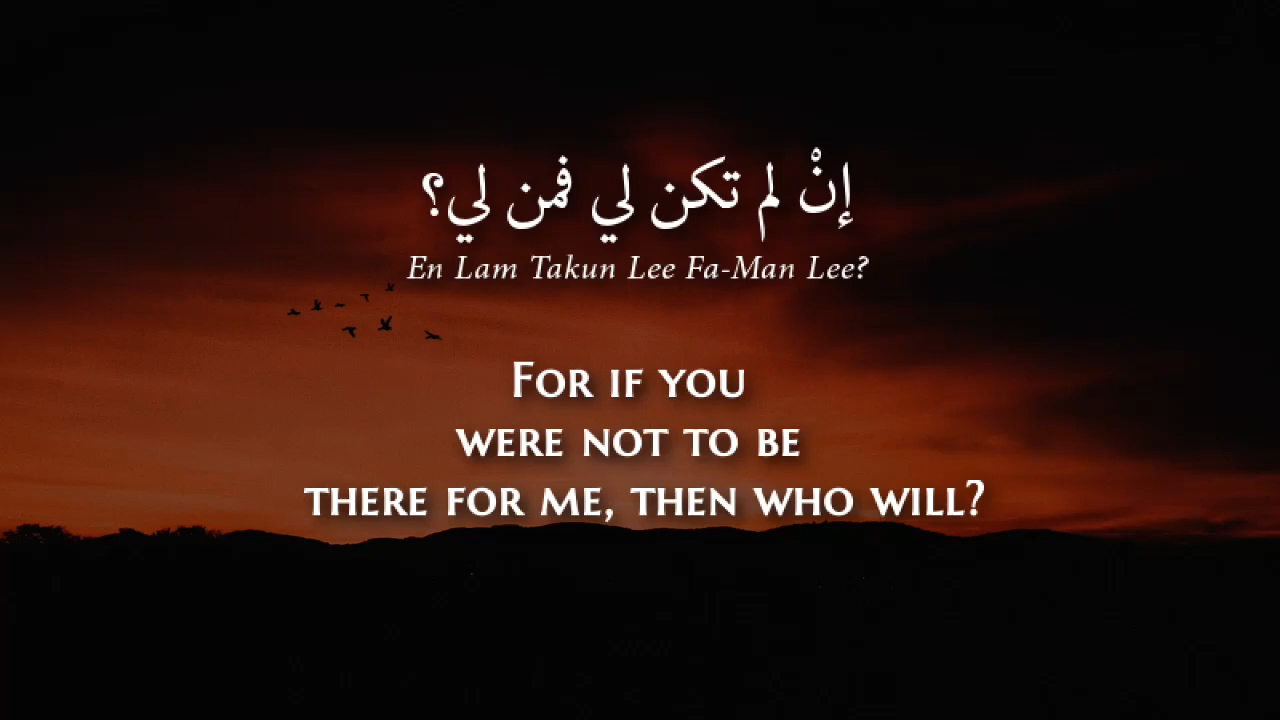 إنْ لم تكن لي فمن لي؟
En Lam Takun Lee Fa-Man Lee?
For if you
were not to be
there for me, then who will?